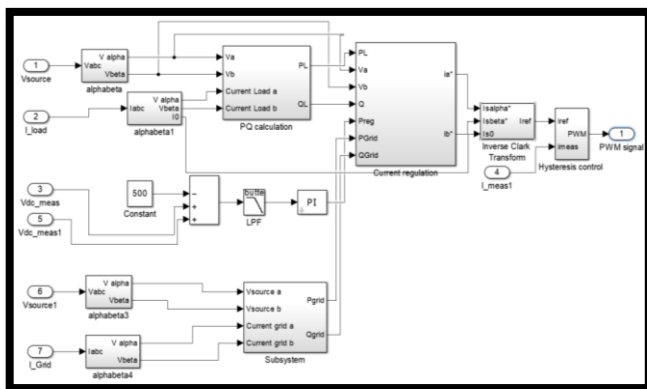 1
Vsource
Vabc
V alpha
Vbeta
alphabeta
2
I_load
Iabc
V alpha
Vbeta
I0
alphabeta1
Va
Vb
Current Load a
Current Load b
PL
QL
PQ calculation
PL
Va
Vb
Q
Preg
PGrid
QGrid
ia*
ib*
Current regulation
Isalpha*
Isbeta*
Is0
Iref
Inverse Clark
Transform
iref
PWM
imeas
Hysteresis control
1
PWM signal
4
I_meas1
3
Vdc_meas
5
Vdc_meas1
500
Constant
−
+
+
butte
LPF
PI
6
Vsource1
Vabc
V alpha
Vbeta
alphabeta3
7
I_Grid
Iabc
V alpha
Vbeta
alphabeta4
Vsource a
Vsource b
Current grid a
Current grid b
Pgrid
Qgrid
Subsystem